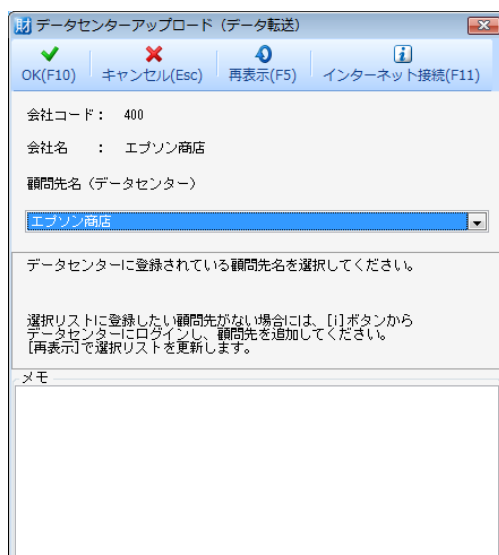 財 データセンターアップロード（データ転送）
OK(F10) キャンセル(Esc) 再表示(F5) インターネット接続(F11)
会社コード： 400
会社名 ： エプソン商店
顧問先名（データセンター）
エプソン商店
データセンターに登録されている顧問先名を選択してください。
選択リストに登録したい顧問先がない場合には、[i]ボタンから
データセンターにログインし、顧問先を追加してください。
[再表示]で選択リストを更新します。
メモ